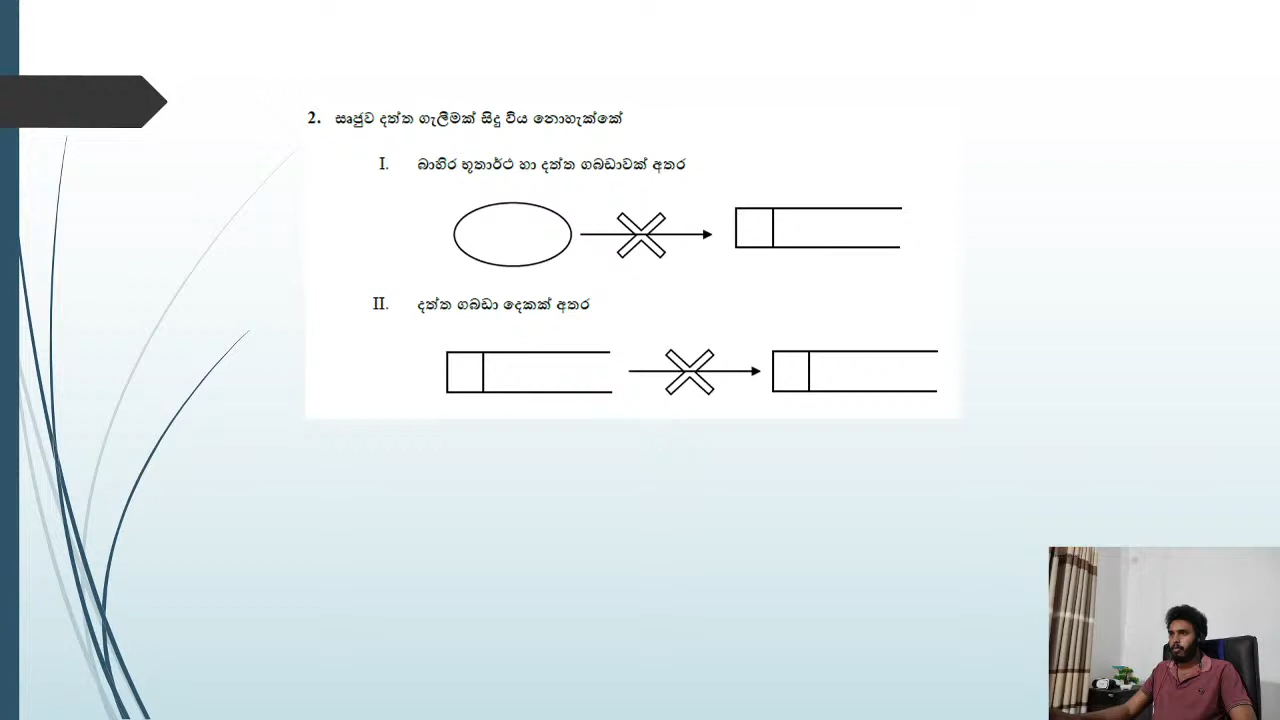 2. සෘජුව දත්ත ගැලීමක් සිදු විය නොහැක්කේ
I. බාහිර භූතාර්ථ හා දත්ත ගබඩාවක් අතර
II. දත්ත ගබඩා දෙකක් අතර